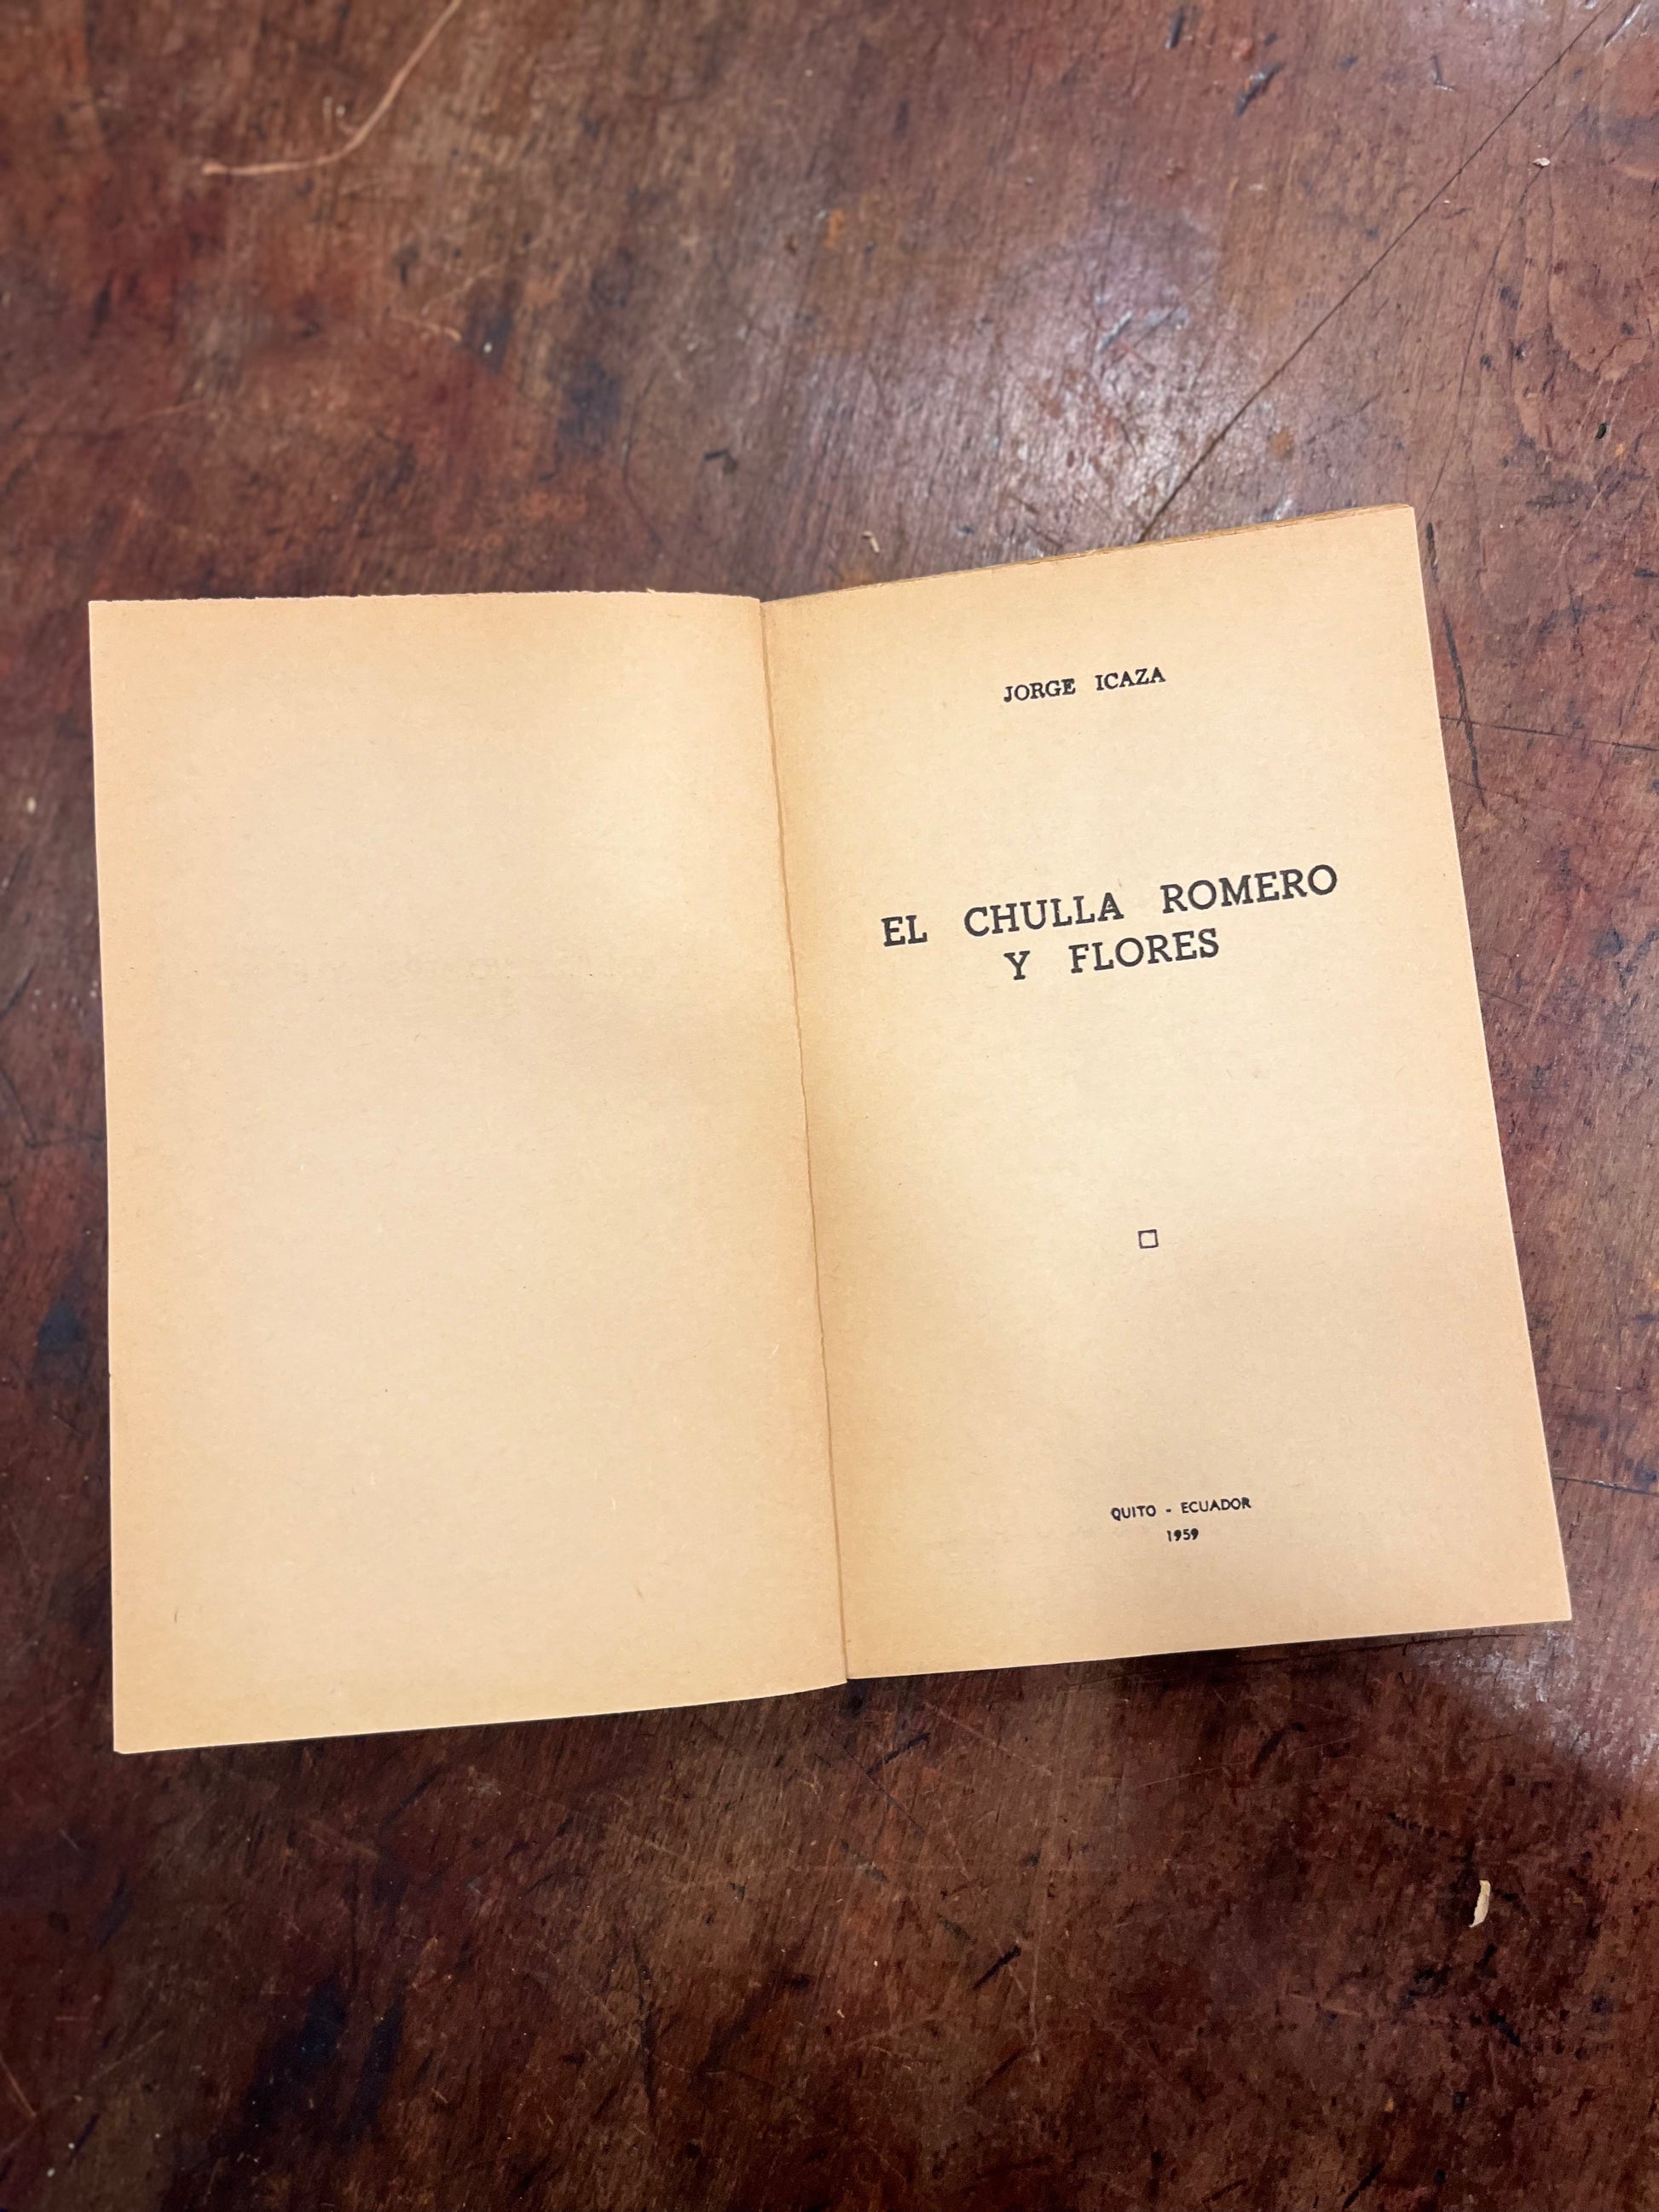 JORGE ICAZA
EL CHULLA ROMERO
Y FLORES
QUITO - ECUADOR
1959